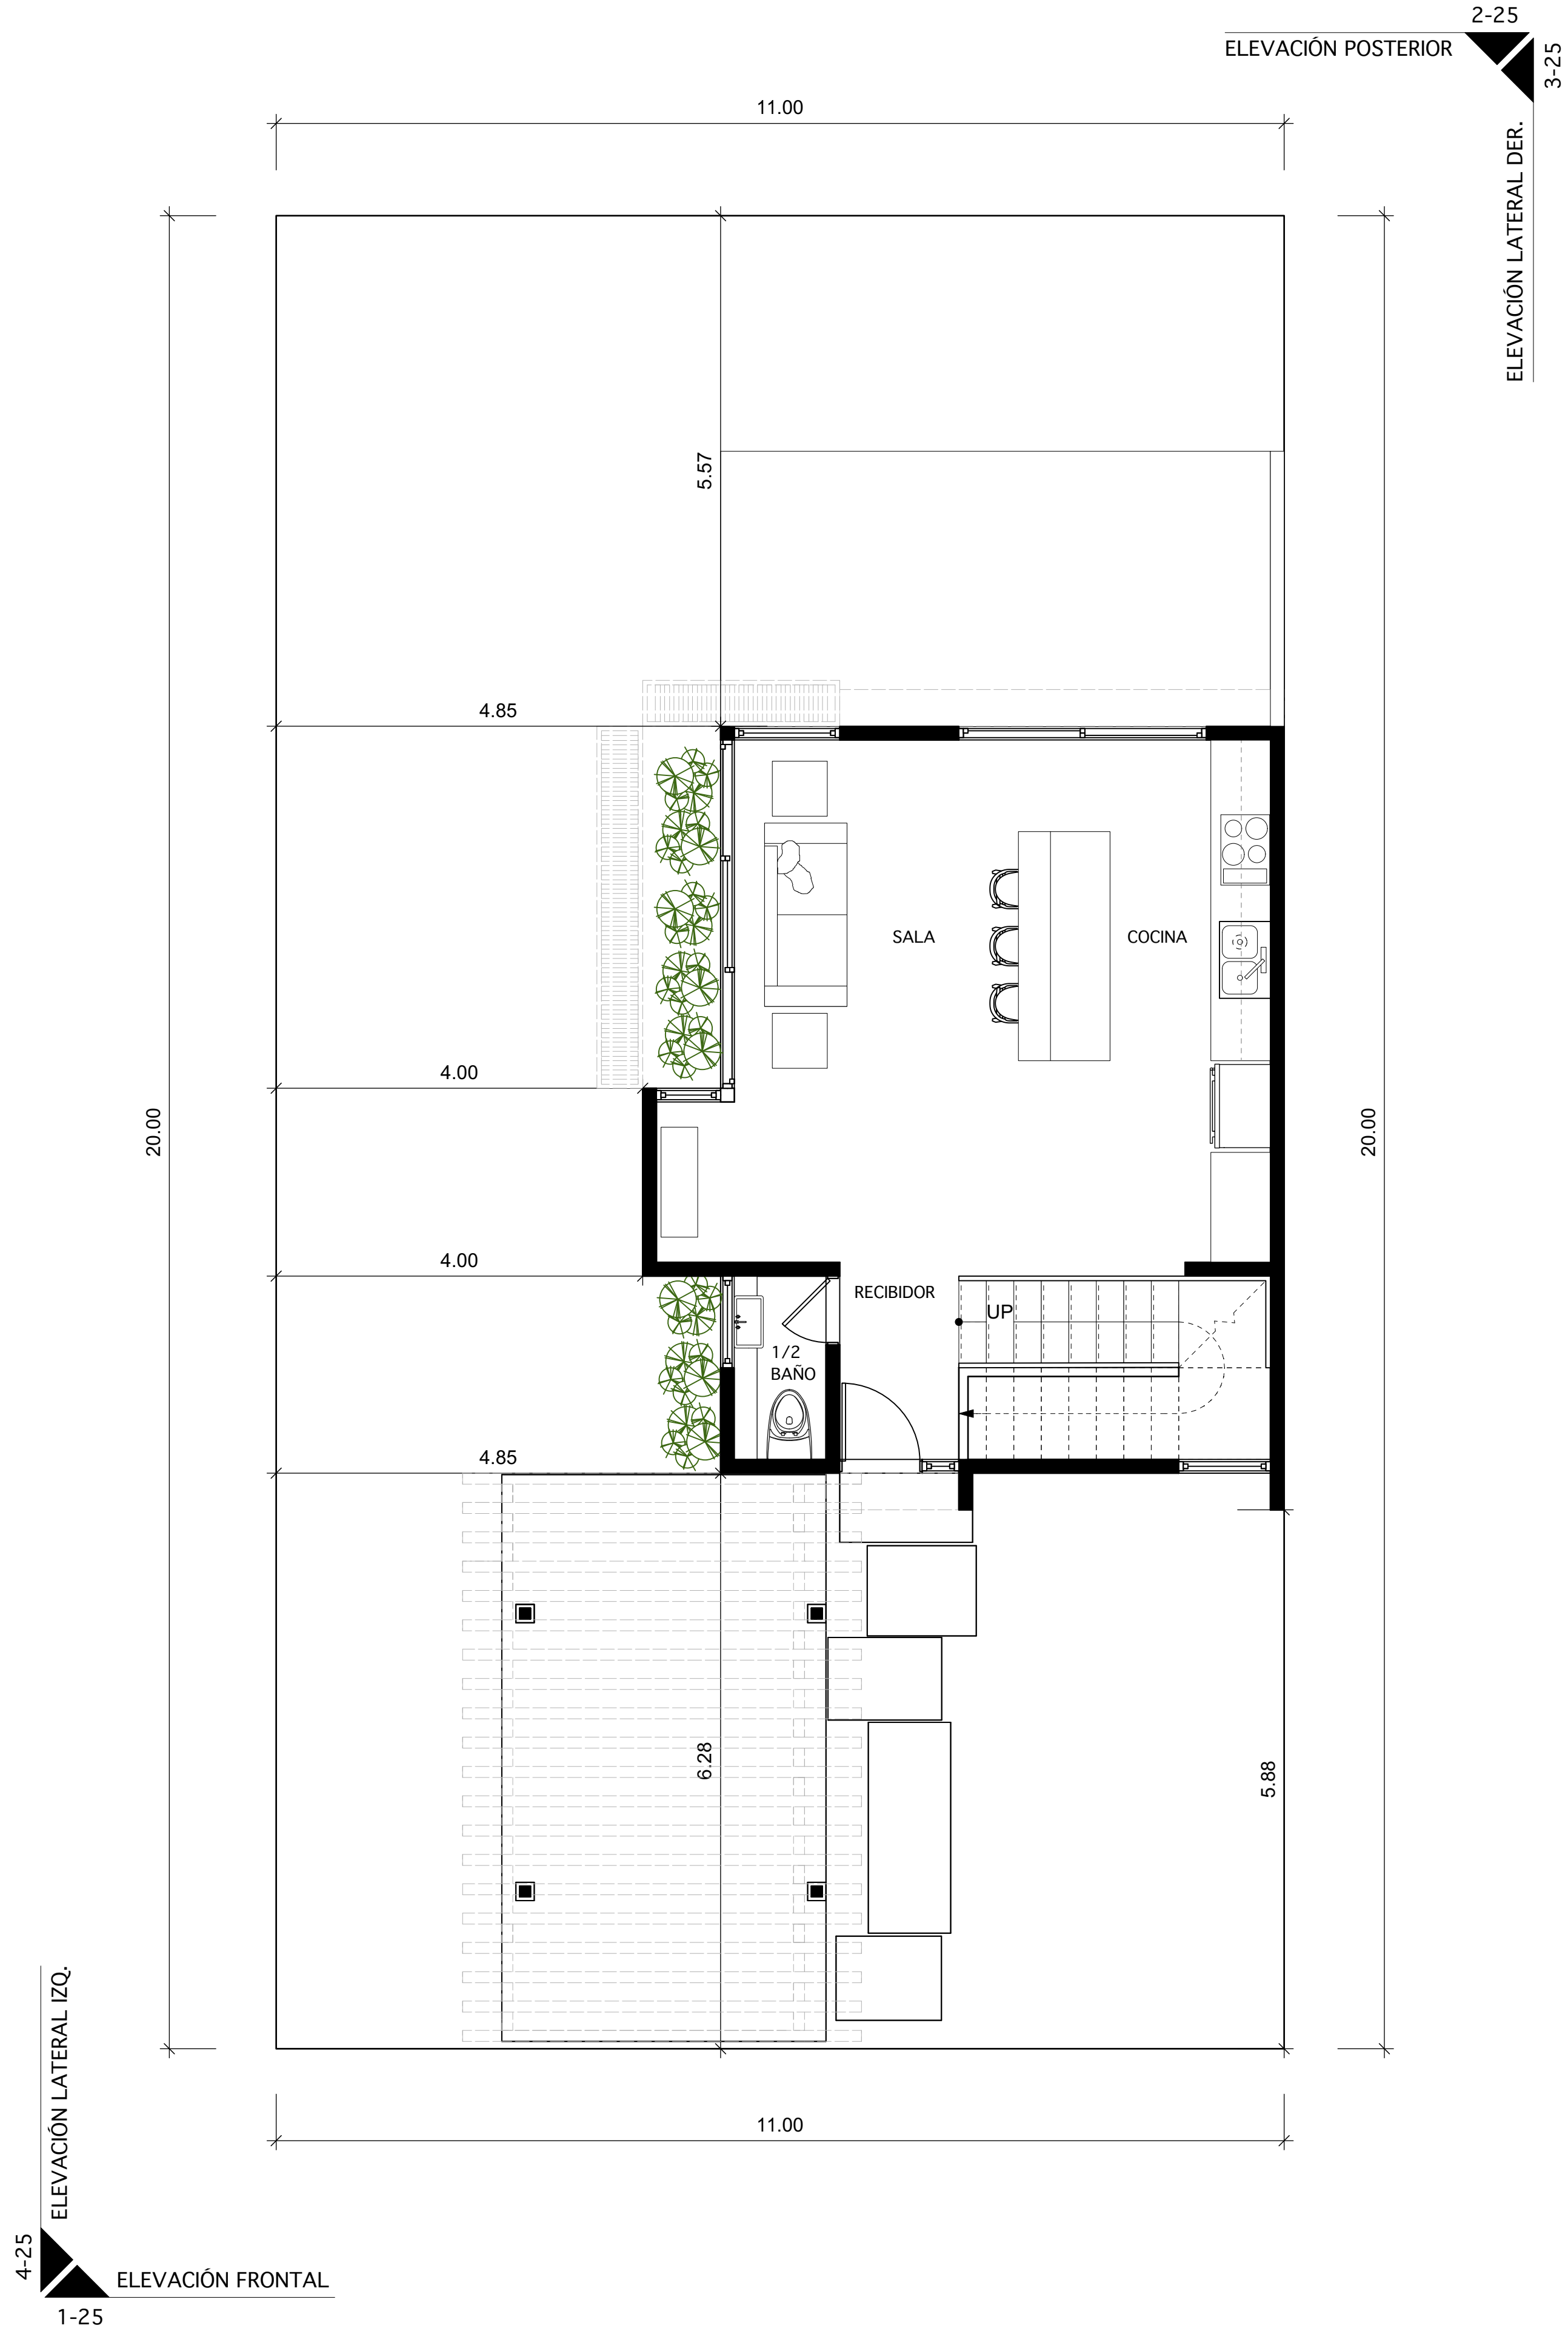 2-25
ELEVACIÓN POSTERIOR
3-25
ELEVACIÓN LATERAL DER.
11.00
5.57
4.85
SALA
COCINA
4.00
20.00
20.00
4.00
RECIBIDOR
UP
1/2
BAÑO
4.85
6.28
5.88
11.00
ELEVACIÓN LATERAL IZQ.
4-25
ELEVACIÓN FRONTAL
1-25